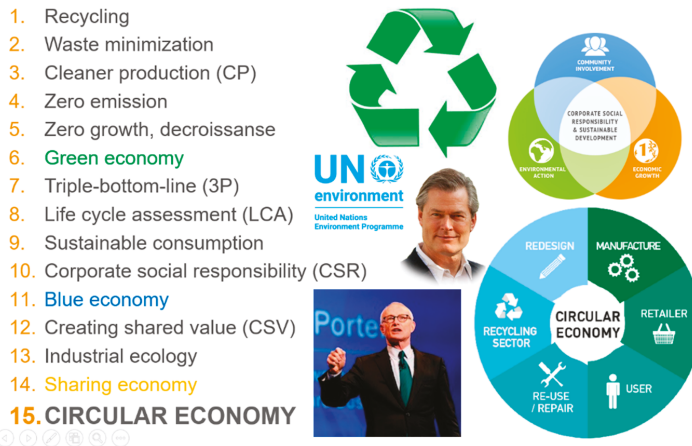 1. Recycling
2. Waste minimization
3. Cleaner production (CP)
4. Zero emission
5. Zero growth, decroissanse
6. Green economy
7. Triple-bottom-line (3P)
8. Life cycle assessment (LCA)
9. Sustainable consumption
10. Corporate social responsibility (CSR)
11. Blue economy
12. Creating shared value (CSV)
13. Industrial ecology
14. Sharing economy
15. CIRCULAR ECONOMY
UN
environment
United Nations
Environment Programme
Porte
COMMUNITY
INVOLVEMENT
CORPORATE SOCIAL
RESPONSIBILITY
& SUSTAINABLE
DEVELOPMENT
ENVIRONMENTAL
ACTION
1
ECONOMIC
GROWTH
REDESIGN
MANUFACTURE
RECYCLING
SECTOR
CIRCULAR
ECONOMY
RETAILER
RE-USE
/ REPAIR
USER